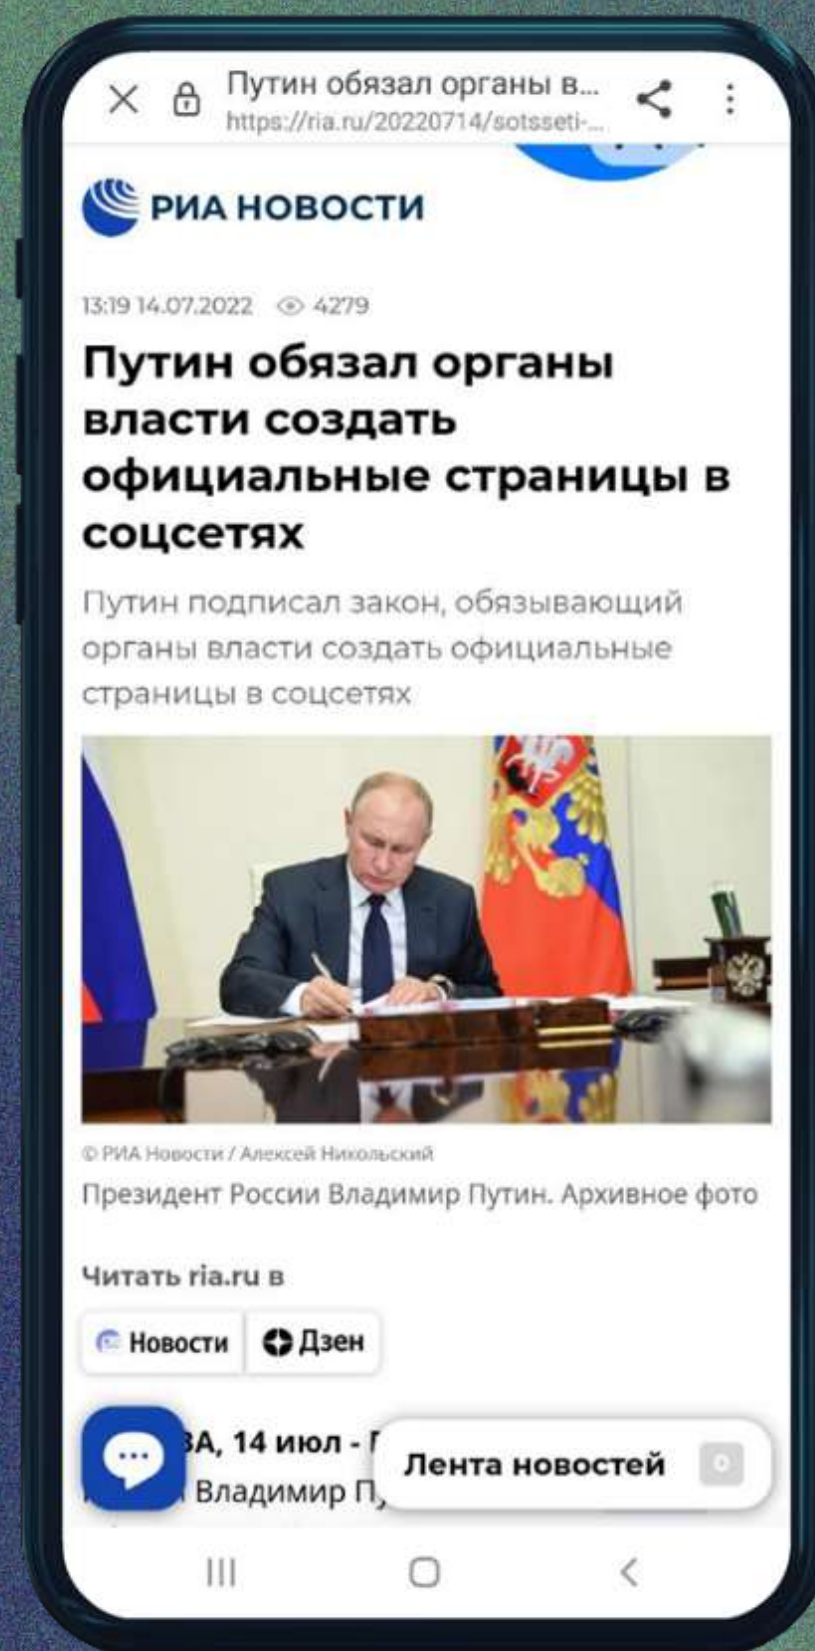 Путин обязал органы в...
https://ria.ru/20220714/sotsseti-...
РИА НОВОСТИ
13:19 14.07.2022 4279
Путин обязал органы
власти создать
официальные страницы в
соцсетях
Путин подписал закон, обязывающий
органы власти создать официальные
страницы в соцсетях
© РИА Новости / Алексей Никольский
Президент России Владимир Путин. Архивное фото
Читать ria.ru в
Новости Дзен
ВА, 14 июл -
Владимир
Лента новостей 0